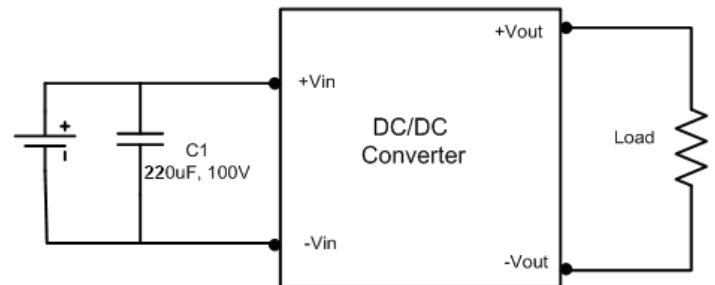 +Vout
+Vin
+
-
C1
220uF, 100V
DC/DC
Converter
Load
-Vin
-Vout